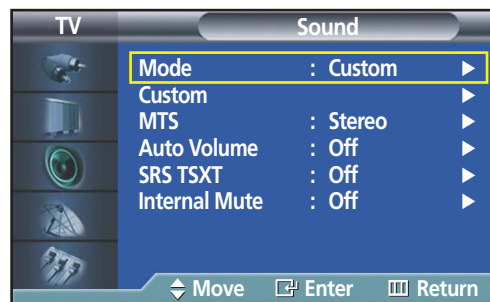 TV Sound
Mode : Custom
Custom
MTS : Stereo
Auto Volume : Off
SRS TSXT : Off
Internal Mute : Off
Move Enter Return